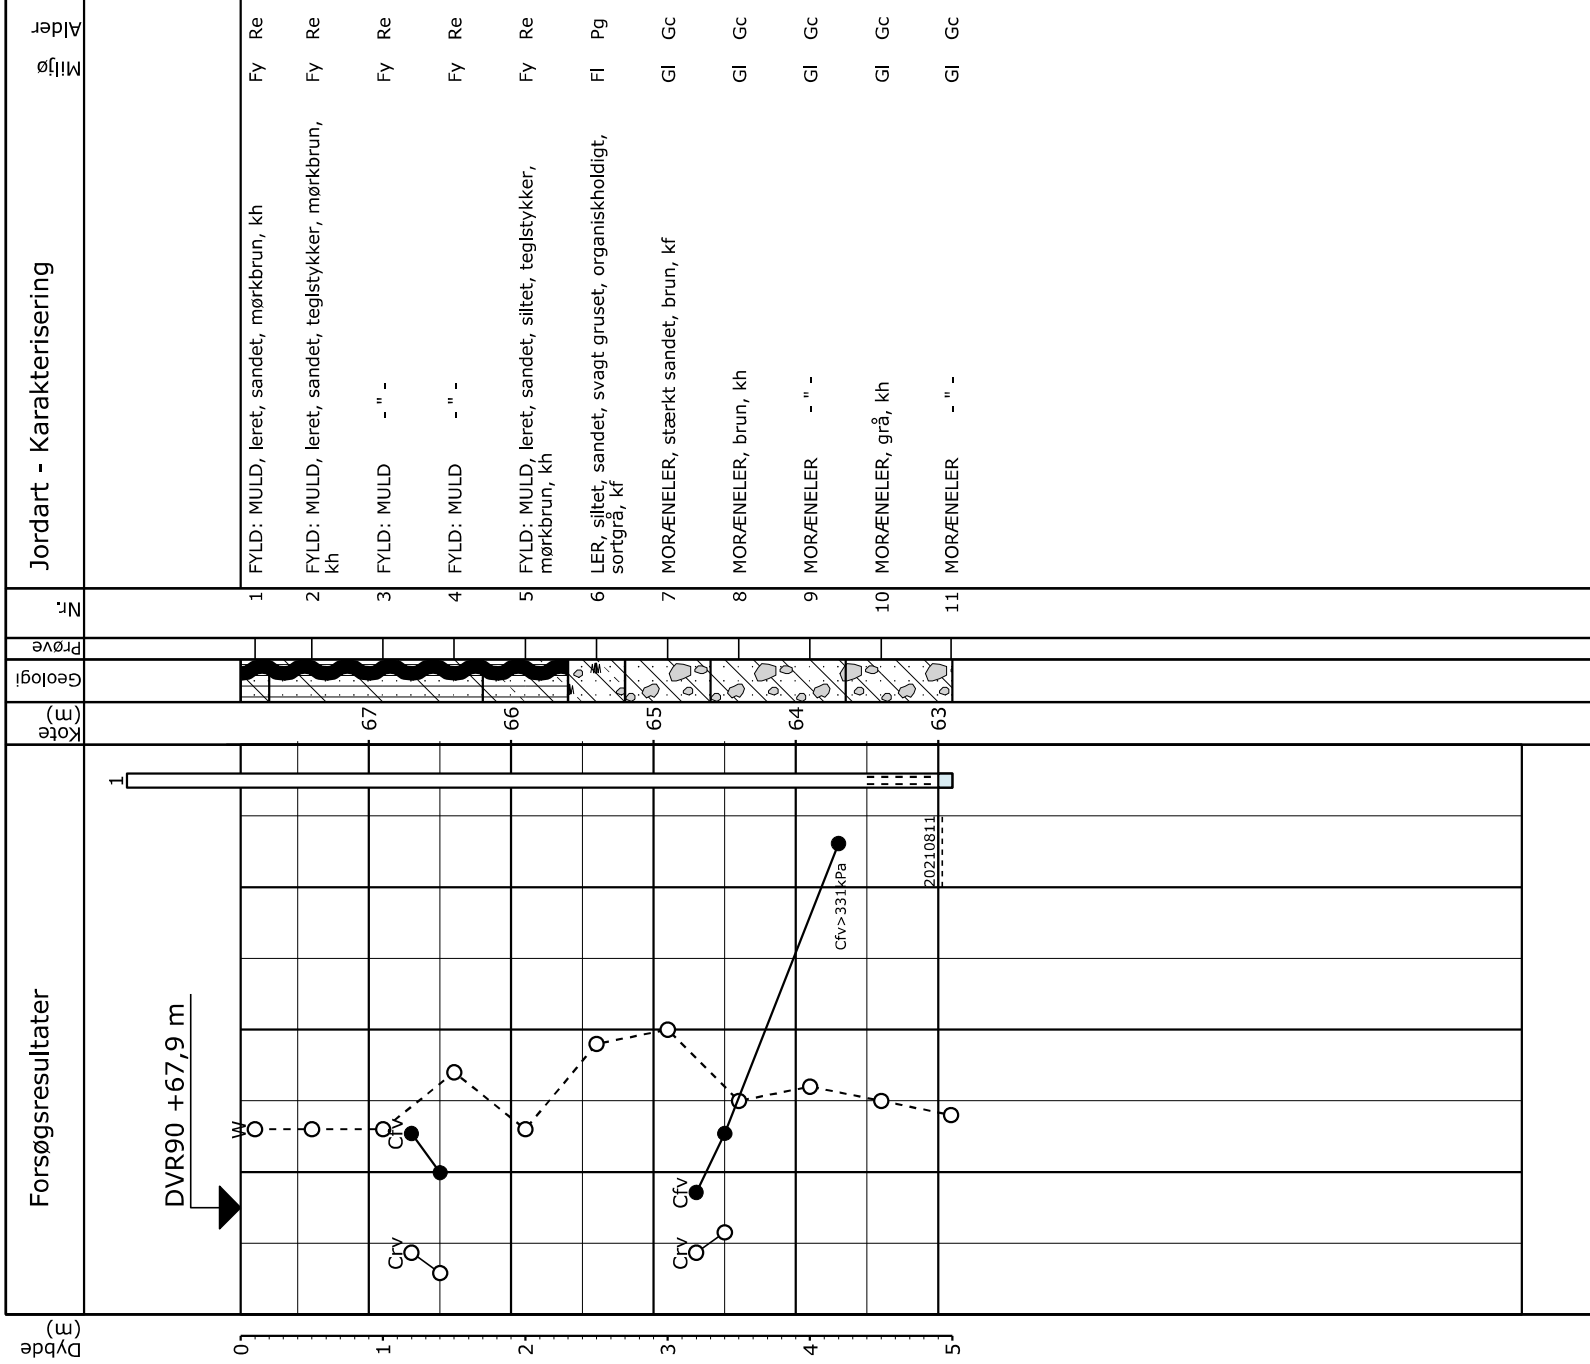 Dybde
(m)
Forsøgsresultater
Kote
(m)
Geologi
Prøve
Nr.
Jordart - Karakterisering
Miljø
Alder
DVR90 +67,9 m
1
0
W
1 FYLD: MULD, leret, sandet, mørkbrun, kh Fy Re
2 FYLD: MULD, leret, sandet, teglstykker, mørkbrun, Fy Re
kh
1
67
3 FYLD: MULD - " - Fy Re
Crv
Cfv
4 FYLD: MULD - " - Fy Re
2
66
5 FYLD: MULD, leret, sandet, siltet, teglstykker, Fy Re
mørkbrun, kh
6 LER, siltet, sandet, svagt gruset, organiskholdigt, Fl Pg
sortgrå, kf
3
65
7 MORÆNELER, stærkt sandet, brun, kf Gl Gc
Crv
Cfv
8 MORÆNELER, brun, kh Gl Gc
4
64
9 MORÆNELER - " - Gl Gc
Cfv>331kPa
10 MORÆNELER, grå, kh Gl Gc
20210811
5
63
11 MORÆNELER - " - Gl Gc